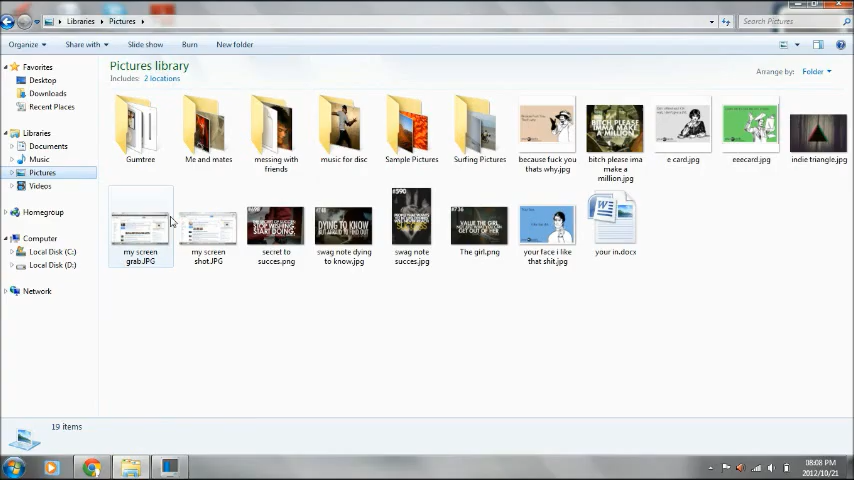 Libraries
Pictures
Search Pictures
Organize
Share with
Slide show
Burn
New folder
Favorites
Desktop
Downloads
Recent Places
Libraries
Documents
Music
Pictures
Videos
Homegroup
Computer
Local Disk (C:)
Local Disk (D:)
Network
Pictures library
Includes: 2 locations
Arrange by: Folder
Gumtree
Me and mates
messing with
friends
music for disc
Sample Pictures
Surfing Pictures
because fuck you
thats why.jpg
bitch please ima
make a
million.jpg
BITCH PLEASE
IMMA MAKE
A MILLION
e card.jpg
eeecard.jpg
indie triangle.jpg
my screen
grab.JPG
my screen
shot.JPG
secret to
succes.png
swag note dying
to know.jpg
swag note
succes.jpg
The girl.png
your face i like
that shit.jpg
your in.docx
#590
STOP WISHING.
START DOING.
DYING TO KNOW
#736
VALUE THE GIRL
19 items
08:08 PM
2012/10/21